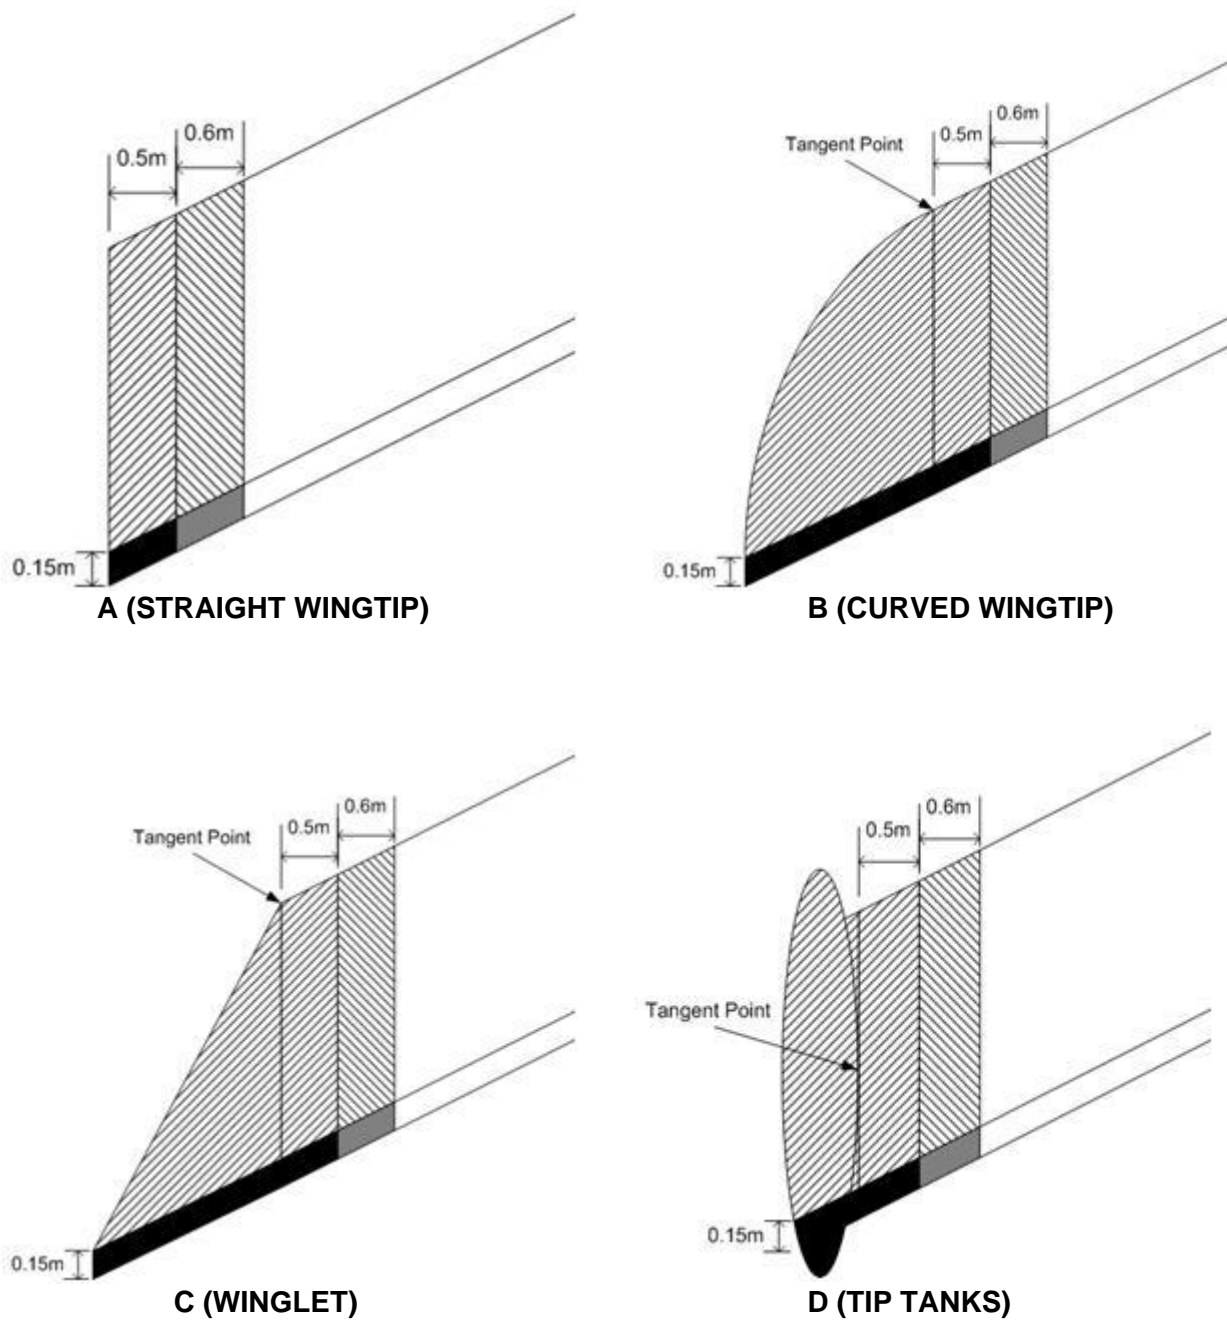 0.6m
0.5m
0.15m
A (STRAIGHT WINGTIP)
0.6m
0.5m
Tangent Point
0.15m
B (CURVED WINGTIP)
0.6m
0.5m
Tangent Point
0.15m
C (WINGLET)
0.6m
0.5m
Tangent Point
0.15m
D (TIP TANKS)